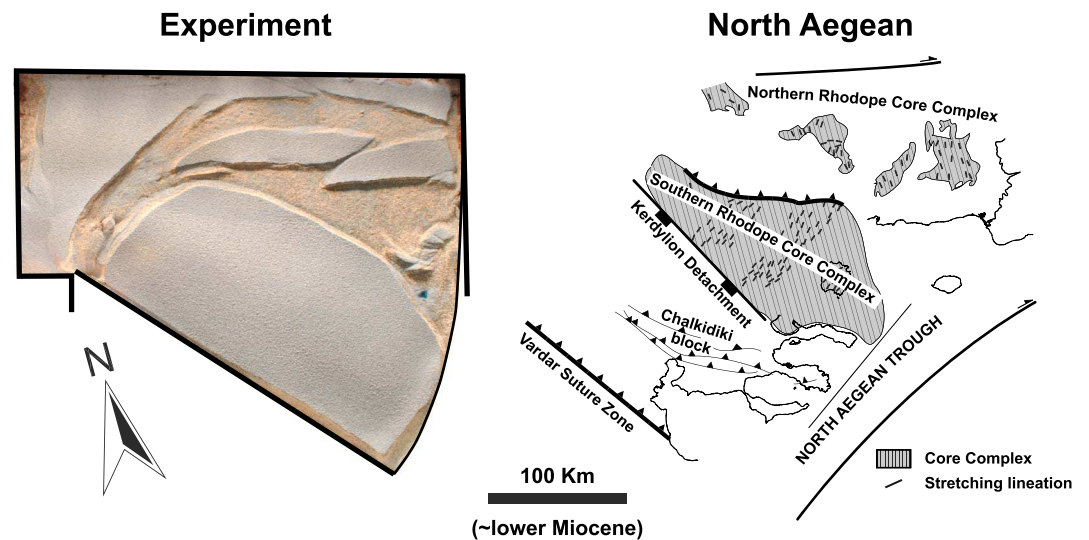 Experiment
North Aegean
Northern Rhodope Core Complex
Southern Rhodope Core Complex
Kerdylion Detachment
Chalkidiki
block
Vardar Suture Zone
NORTH AEGEAN TROUGH
N
100 Km
(~lower Miocene)
Core Complex
Stretching lineation